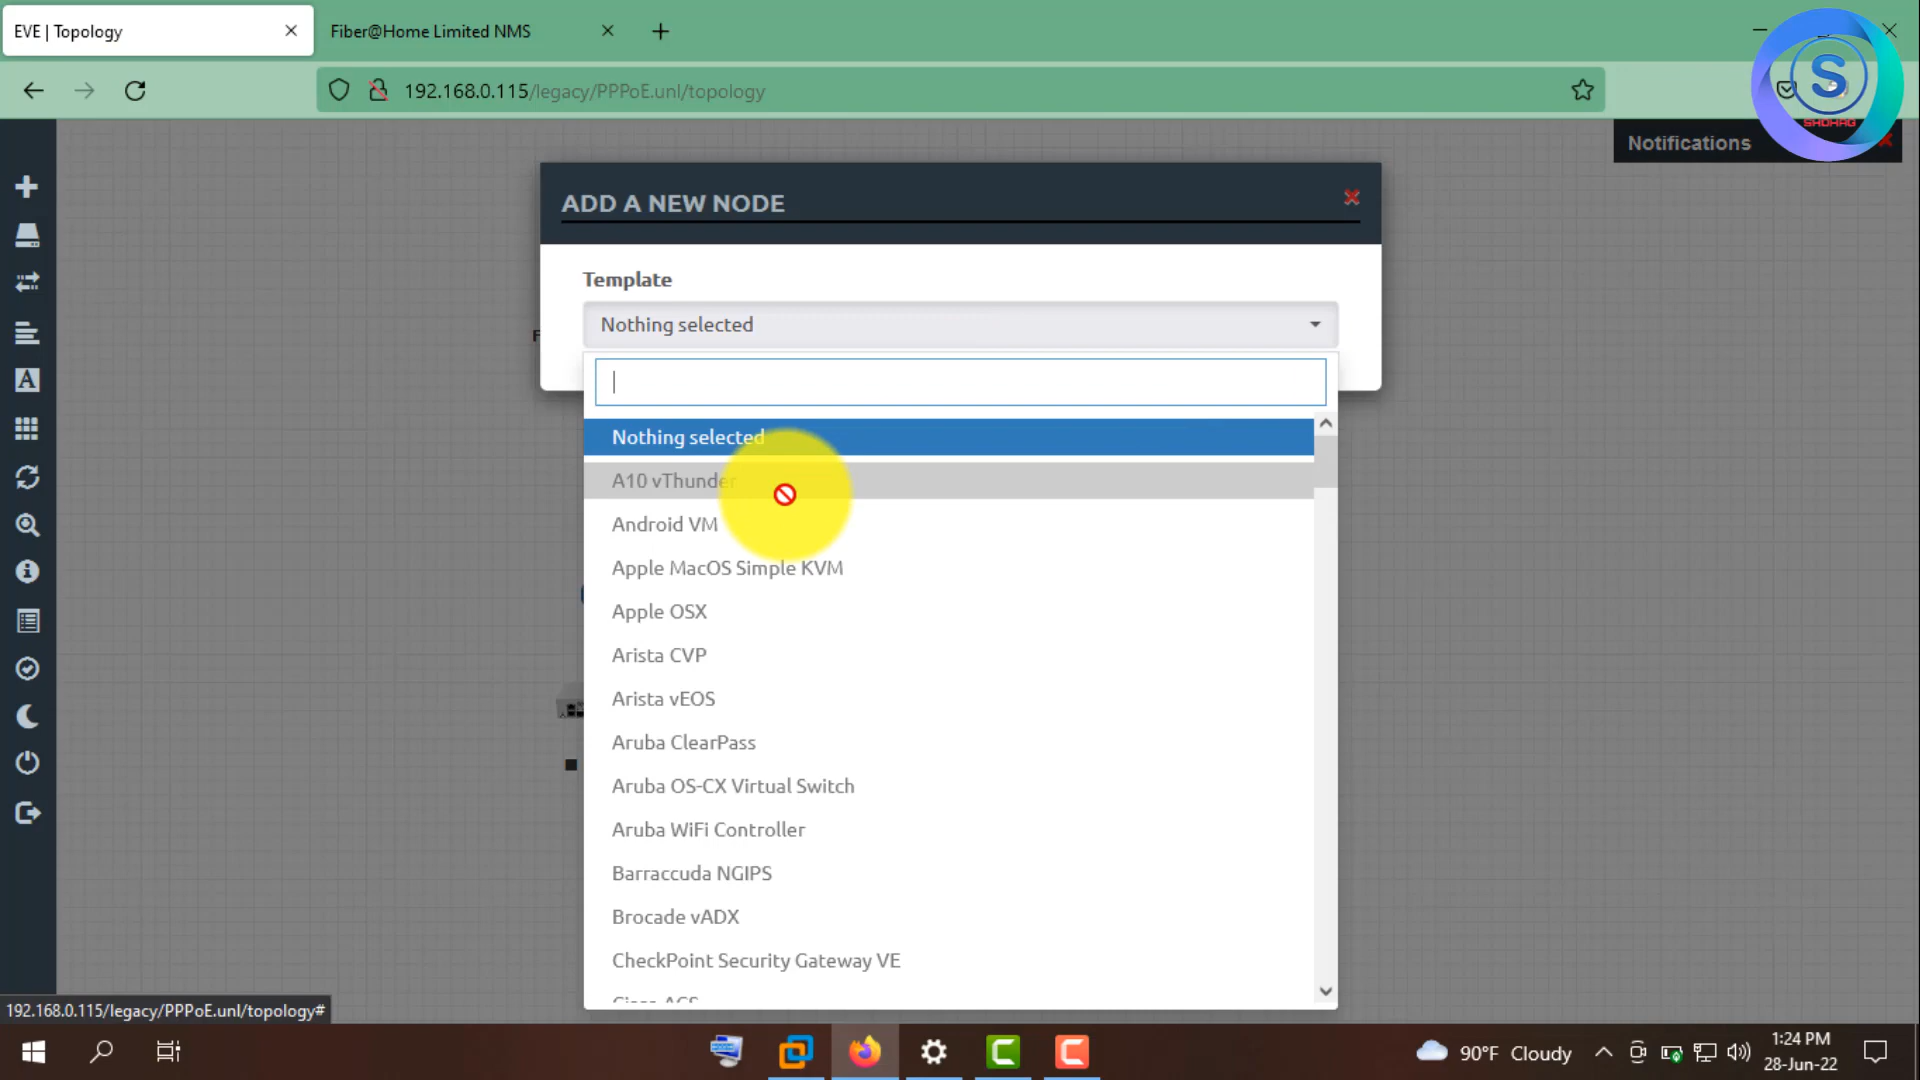 EVE | Topology
Fiber@Home Limited NMS
192.168.0.115/legacy/PPPoE.unl/topology
S
SHOHAG
Notifications
ADD A NEW NODE
Template
Nothing selected
Nothing selected
A10 vThunder
Android VM
Apple MacOS Simple KVM
Apple OSX
Arista CVP
Arista vEOS
Aruba ClearPass
Aruba OS-CX Virtual Switch
Aruba WiFi Controller
Barraccuda NGIPS
Brocade vADX
CheckPoint Security Gateway VE
Cisco ACS
192.168.0.115/legacy/PPPoE.unl/topology#
90°F Cloudy
1:24 PM
28-Jun-22